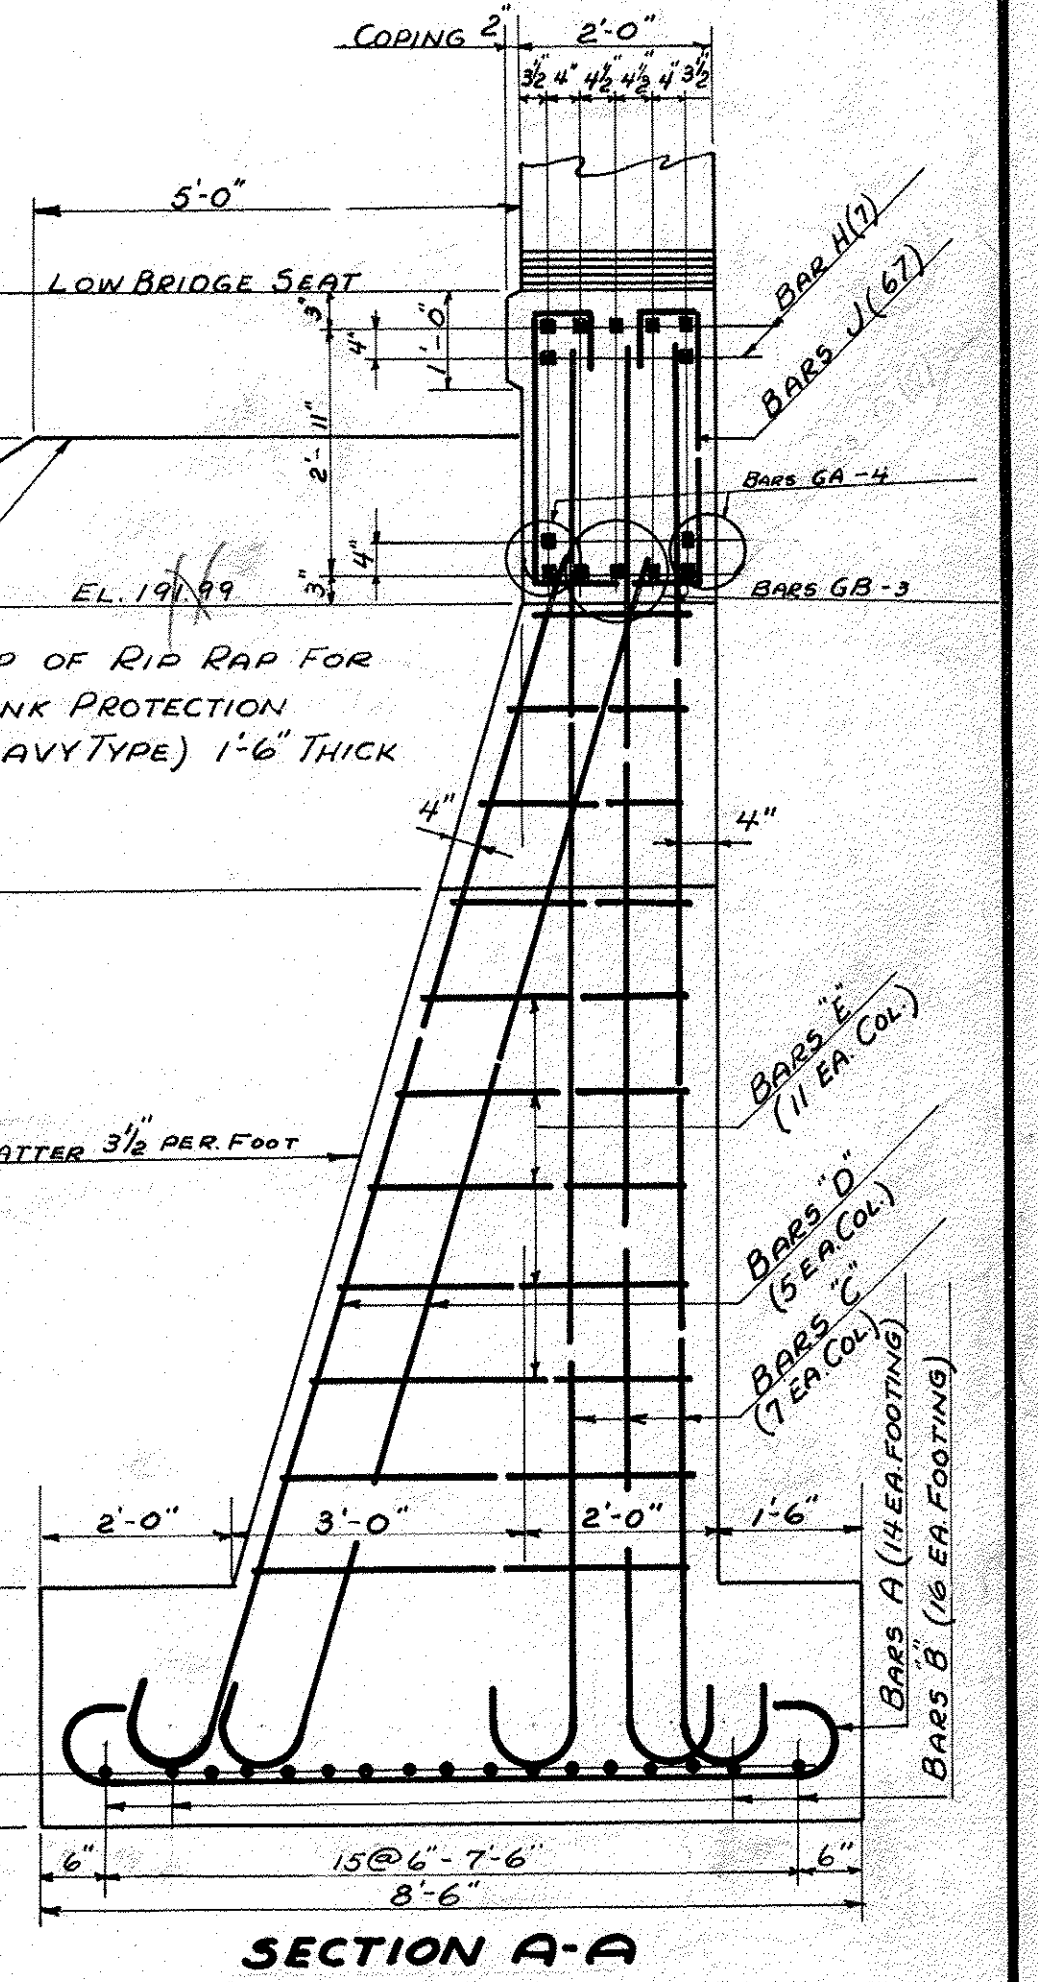 COPING 2" 2'-0"
3½" 4" 4½" 4½" 4" 3½"
5'-0"
BAR H(7)
LOW BRIDGE SEAT
3"
4"
1'-0"
BARS J(67)
2'-11"
BARS GA-4
4"
3"
EL. 191.99
BARS GB-3
OF RIP RAP FOR
PROTECTION
TYPE) 1'-6" THICK
4"
4"
BARS "E"
(11 EA. COL.)
3½" PER. FOOT
BARS "D"
(5 EA. COL.)
BARS "C"
(7 EA. COL.)
BARS A (14 EA. FOOTING)
BARS "B" (16 EA. FOOTING)
2'-0" 3'-0" 2'-0" 1'-6"
6" 15@6"-7'-6" 6"
8'-6"
SECTION A-A